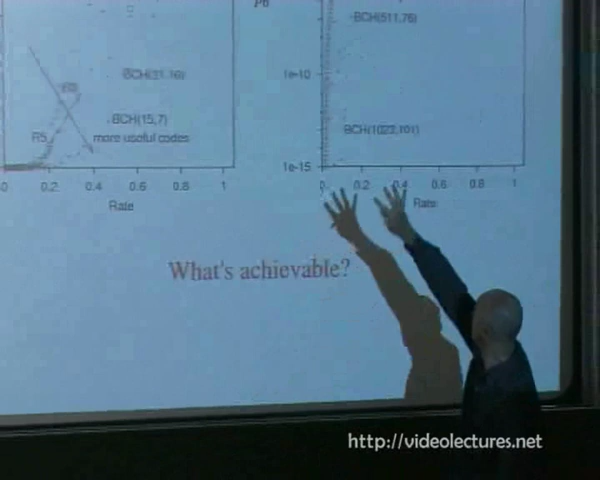 Pb
BCH(511,76)
1e-10
BCH(31,16)
BCH(15,7)
R5
more useful codes
BCH(1023,101)
1e-15
0 0.2 0.4 0.6 0.8 1
0 0.2 0.4 0.6 0.8 1
Rate
Rate
What's achievable?
http://videolectures.net